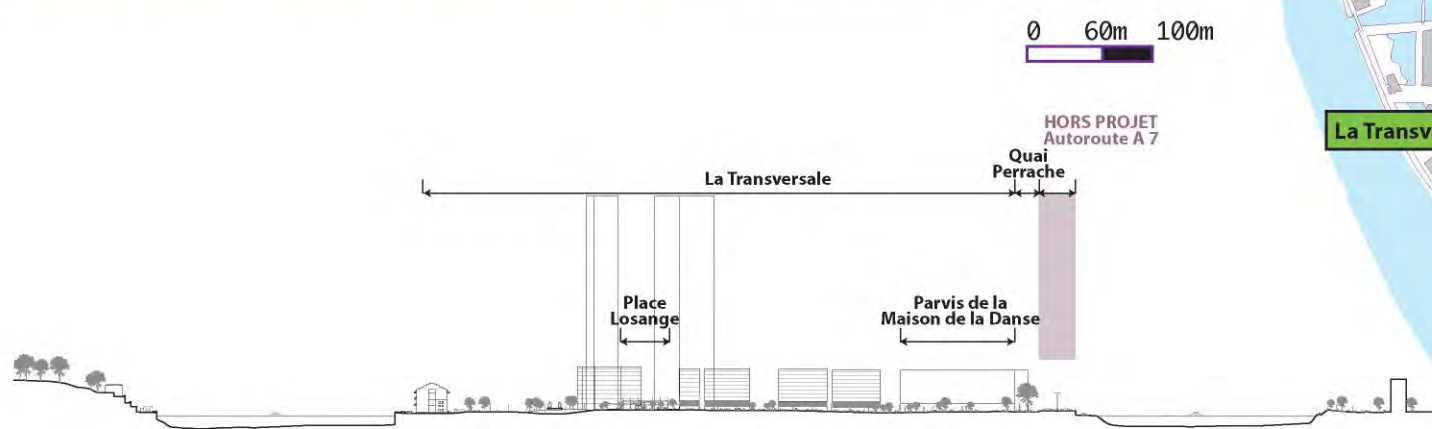 0 60m 100m
HORS PROJET
Autoroute A 7
Quai
Perrache
La Transversale
La Transv
Place
Losange
Parvis de la
Maison de la Danse